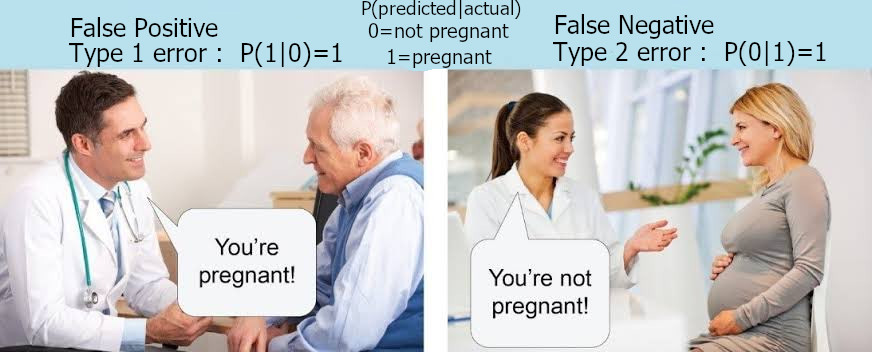 False Positive
Type 1 error : P(1|0)=1
P(predicted|actual)
0=not pregnant
1=pregnant
False Negative
Type 2 error : P(0|1)=1
You're
pregnant!
You're not
pregnant!